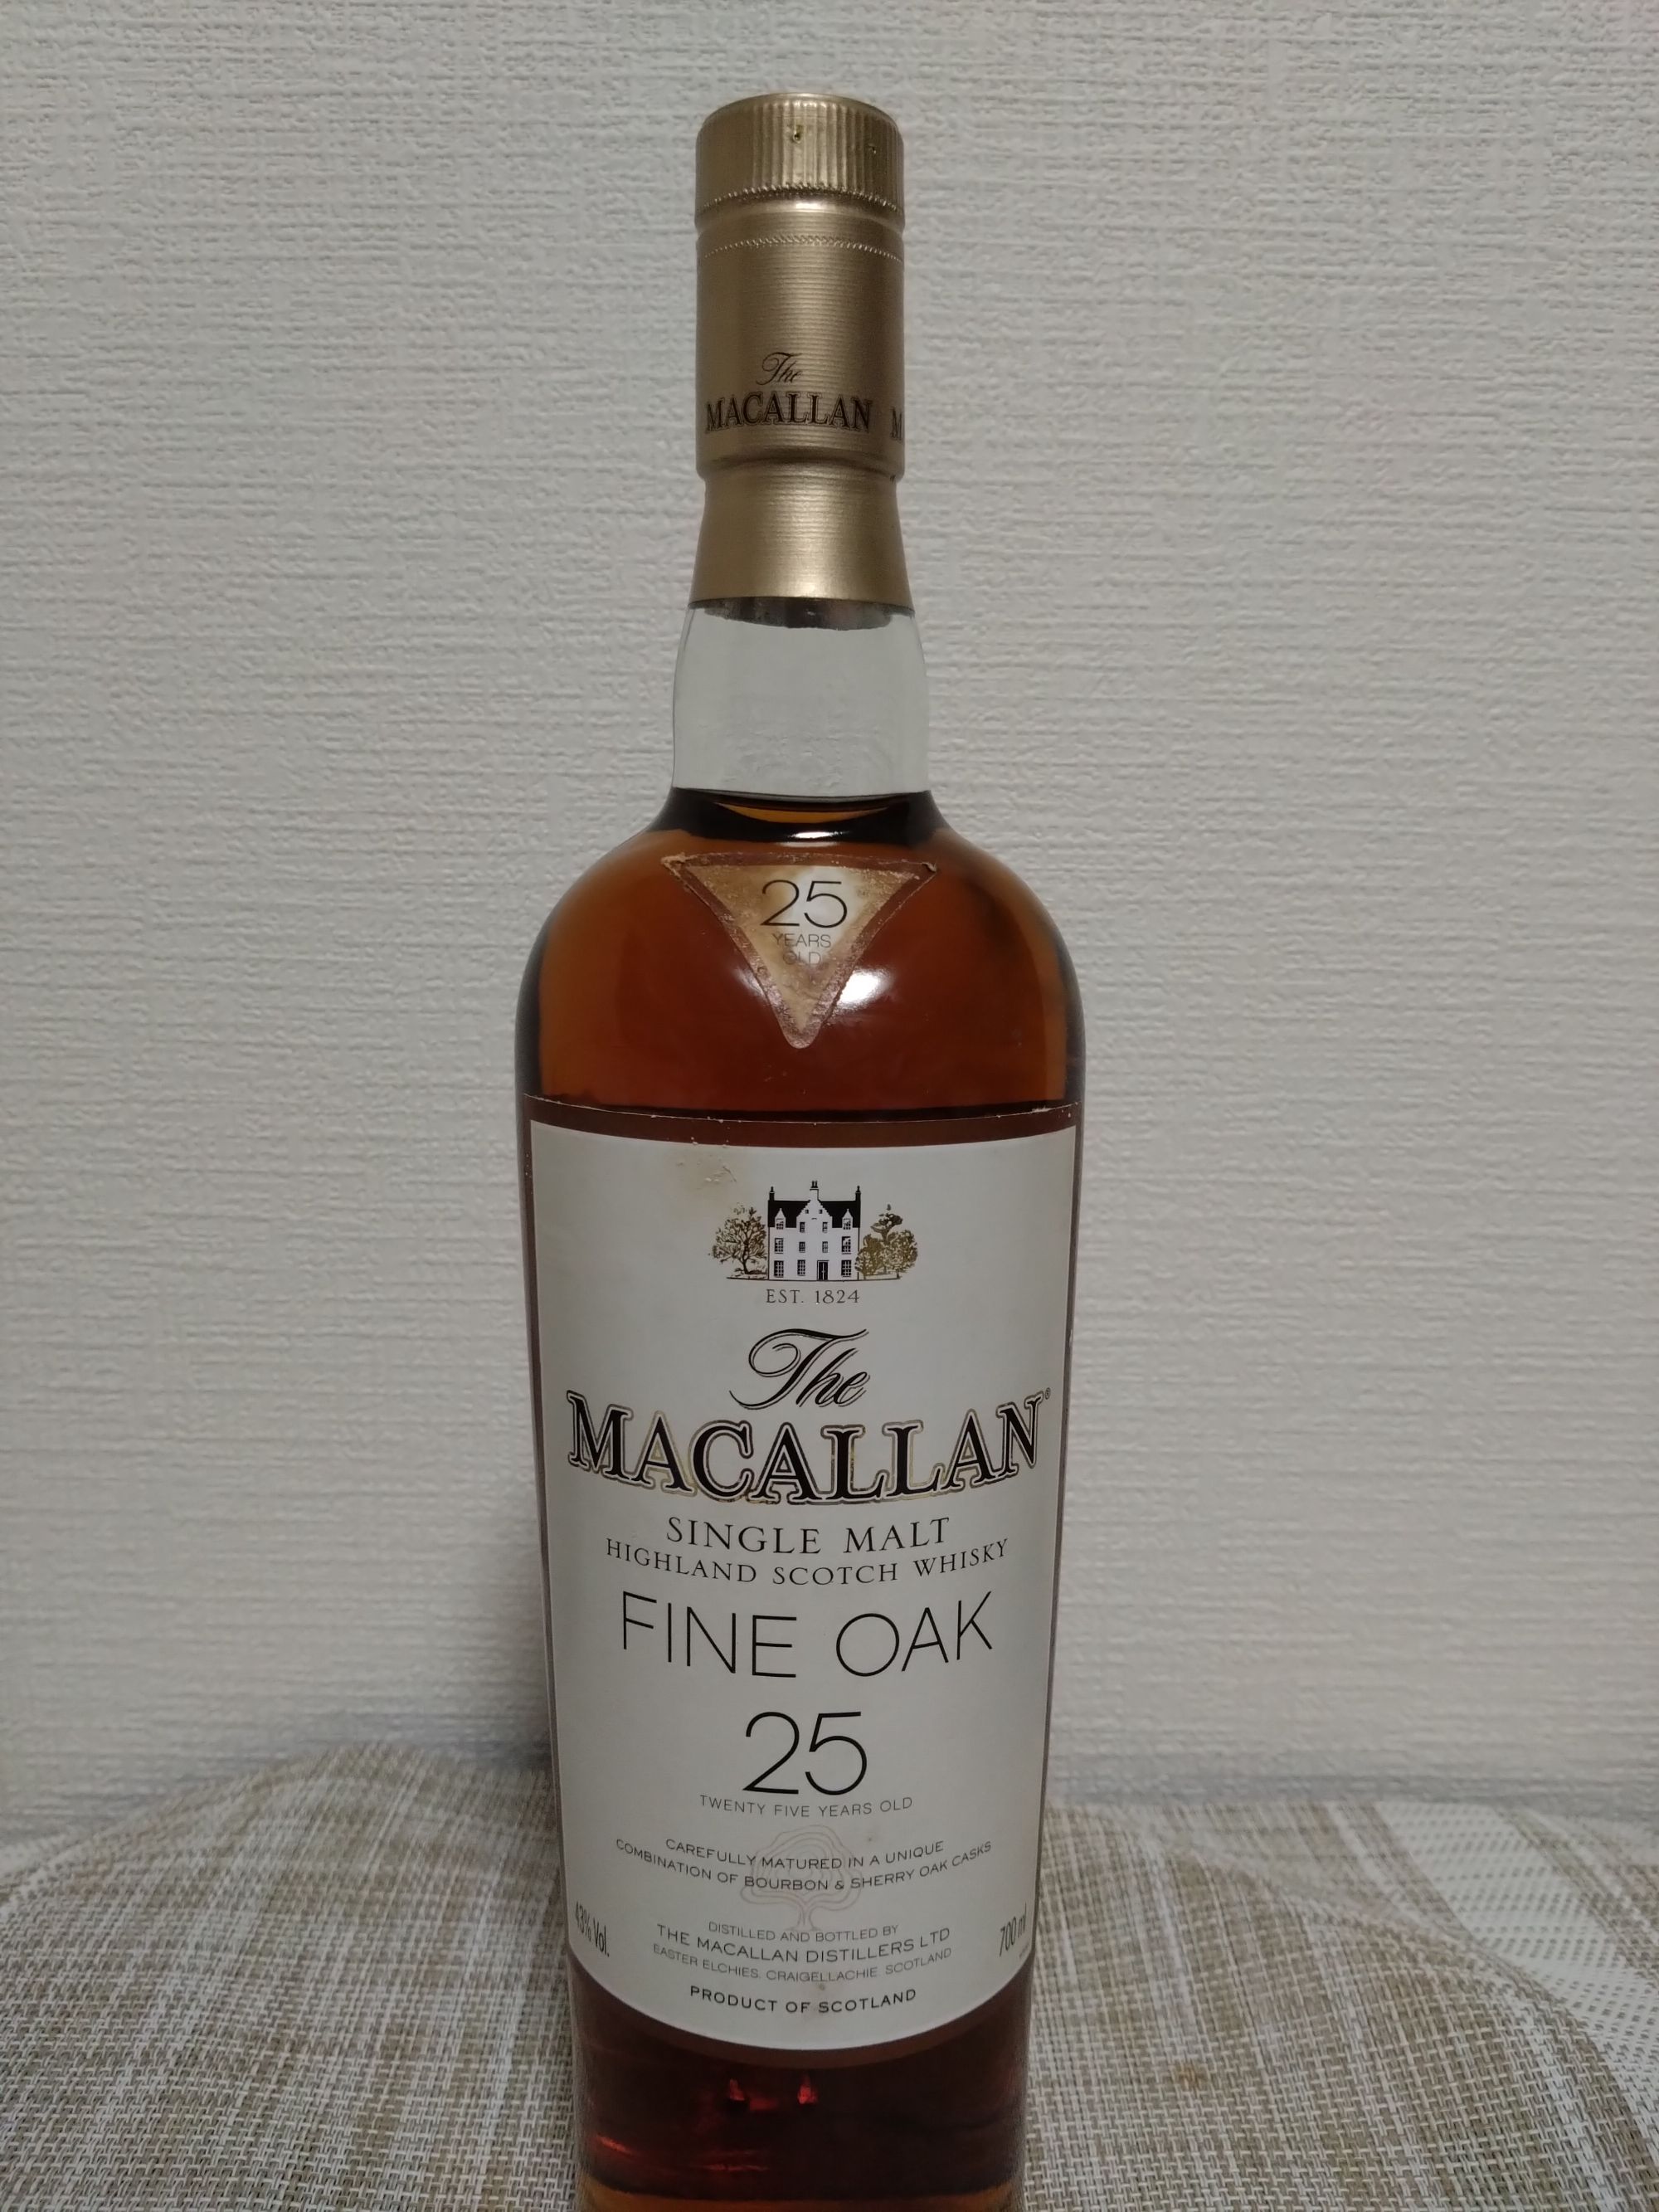 The
MACALLAN M
25
YEARS
OLD
EST. 1824
The
MACALLAN®
SINGLE MALT
HIGHLAND SCOTCH WHISKY
FINE OAK
25
TWENTY FIVE YEARS OLD
CAREFULLY MATURED IN A UNIQUE
COMBINATION OF BOURBON & SHERRY OAK CASKS
43% Vol.
DISTILLED AND BOTTLED BY
THE MACALLAN DISTILLERS LTD
EASTER ELCHIES. CRAIGELLACHIE. SCOTLAND
700 ml
PRODUCT OF SCOTLAND